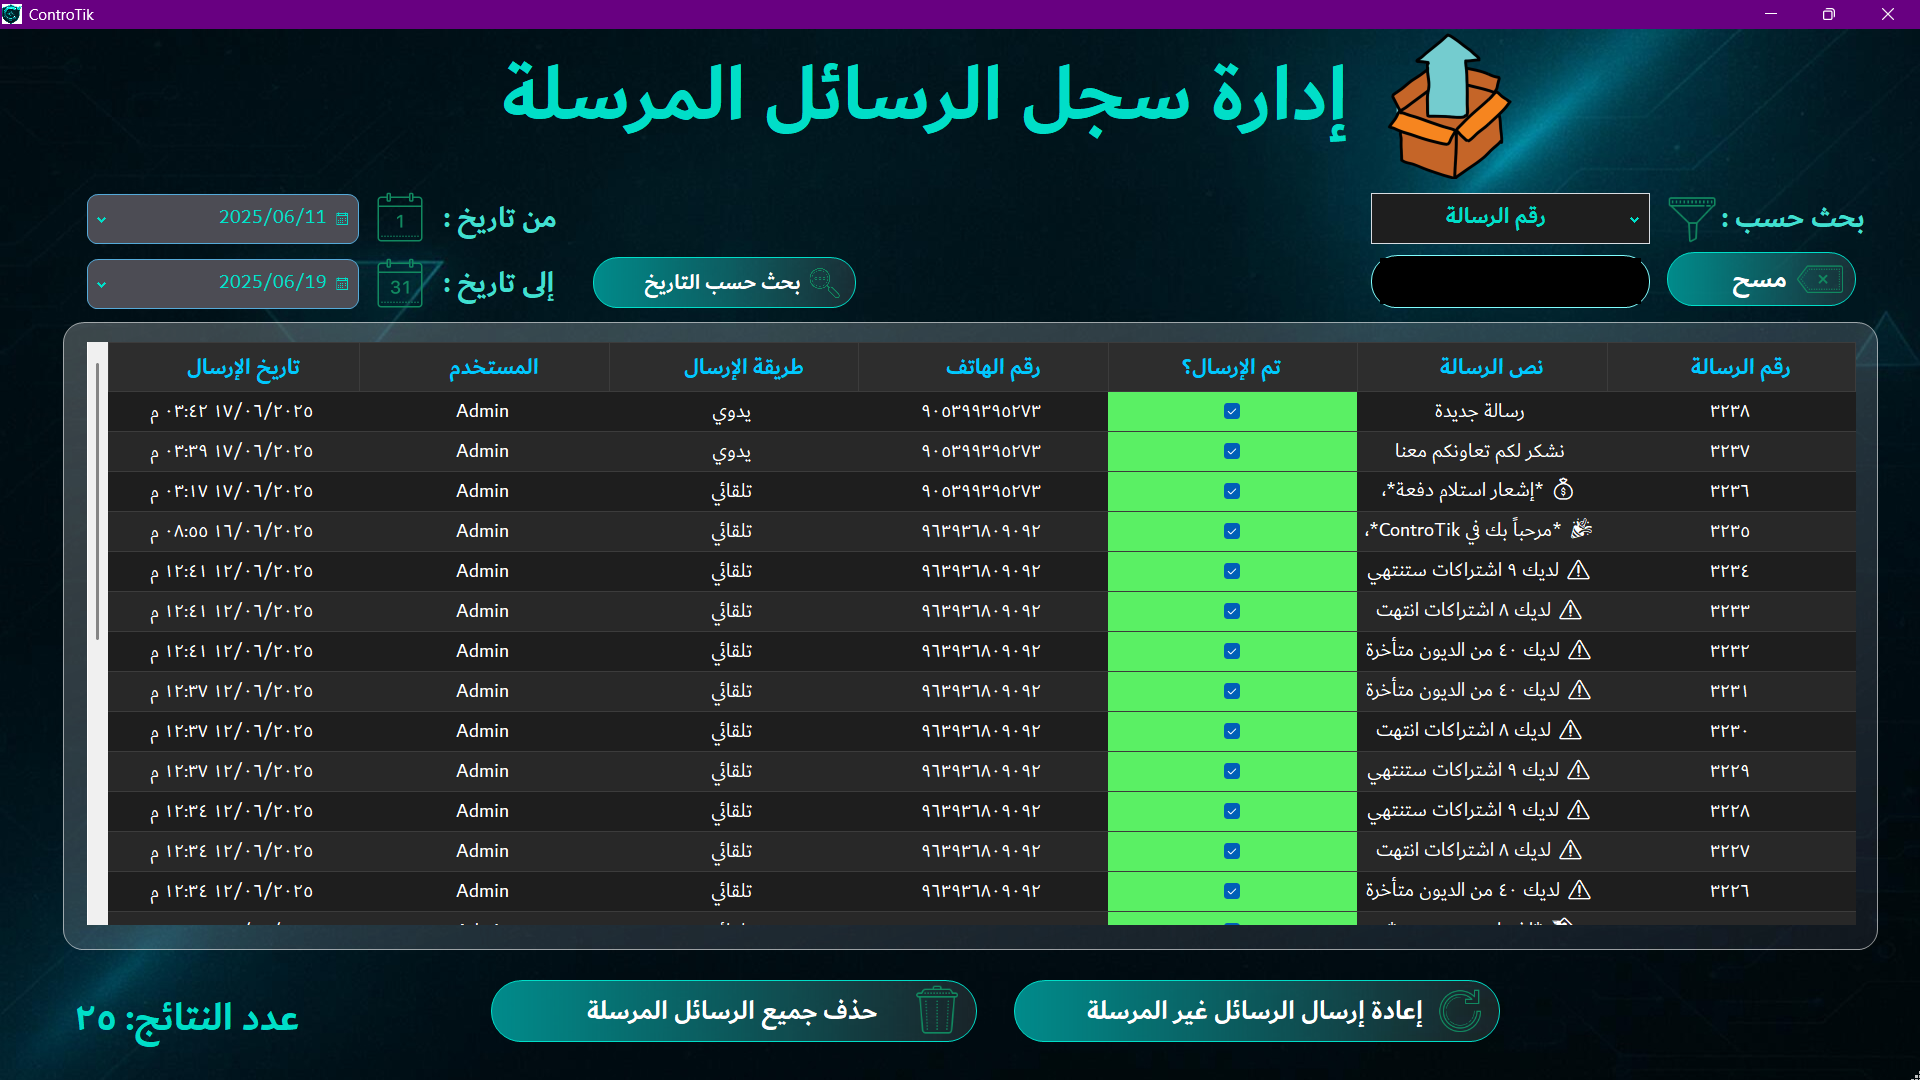 ControTik
إدارة سجل الرسائل المرسلة
بحث حسب :
رقم الرسالة
من تاريخ :
1
2025/06/11
مسح
بحث حسب التاريخ
إلى تاريخ :
31
2025/06/19
رقم الرسالة نص الرسالة تم الإرسال؟ رقم الهاتف طريقة الإرسال المستخدم تاريخ الإرسال
٣٢٣٨ رسالة جديدة ٩٠٥٣٩٩٣٩٥٢٧٣ يدوي Admin ١٧/٠٦/٢٠٢٥ ٠٣:٤٢ م
٣٢٣٧ نشكر لكم تعاونكم معنا ٩٠٥٣٩٩٣٩٥٢٧٣ يدوي Admin ١٧/٠٦/٢٠٢٥ ٠٣:٣٩ م
٣٢٣٦ 💰 *إشعار استلام دفعة*، ٩٠٥٣٩٩٣٩٥٢٧٣ تلقائي Admin ١٧/٠٦/٢٠٢٥ ٠٣:١٧ م
٣٢٣٥ 🎉 *مرحباً بك في ControTik*، ٩٦٣٩٣٦٨٠٩٠٩٢ تلقائي Admin ١٦/٠٦/٢٠٢٥ ٠٨:٥٥ م
٣٢٣٤ ⚠ لديك ٩ اشتراكات ستنتهي ٩٦٣٩٣٦٨٠٩٠٩٢ تلقائي Admin ١٢/٠٦/٢٠٢٥ ١٢:٤١ م
٣٢٣٣ ⚠ لديك ٨ اشتراكات انتهت ٩٦٣٩٣٦٨٠٩٠٩٢ تلقائي Admin ١٢/٠٦/٢٠٢٥ ١٢:٤١ م
٣٢٣٢ ⚠ لديك ٤٠ من الديون متأخرة ٩٦٣٩٣٦٨٠٩٠٩٢ تلقائي Admin ١٢/٠٦/٢٠٢٥ ١٢:٤١ م
٣٢٣١ ⚠ لديك ٤٠ من الديون متأخرة ٩٦٣٩٣٦٨٠٩٠٩٢ تلقائي Admin ١٢/٠٦/٢٠٢٥ ١٢:٣٧ م
٣٢٣٠ ⚠ لديك ٨ اشتراكات انتهت ٩٦٣٩٣٦٨٠٩٠٩٢ تلقائي Admin ١٢/٠٦/٢٠٢٥ ١٢:٣٧ م
٣٢٢٩ ⚠ لديك ٩ اشتراكات ستنتهي ٩٦٣٩٣٦٨٠٩٠٩٢ تلقائي Admin ١٢/٠٦/٢٠٢٥ ١٢:٣٧ م
٣٢٢٨ ⚠ لديك ٩ اشتراكات ستنتهي ٩٦٣٩٣٦٨٠٩٠٩٢ تلقائي Admin ١٢/٠٦/٢٠٢٥ ١٢:٣٤ م
٣٢٢٧ ⚠ لديك ٨ اشتراكات انتهت ٩٦٣٩٣٦٨٠٩٠٩٢ تلقائي Admin ١٢/٠٦/٢٠٢٥ ١٢:٣٤ م
٣٢٢٦ ⚠ لديك ٤٠ من الديون متأخرة ٩٦٣٩٣٦٨٠٩٠٩٢ تلقائي Admin ١٢/٠٦/٢٠٢٥ ١٢:٣٤ م
إعادة إرسال الرسائل غير المرسلة
حذف جميع الرسائل المرسلة
عدد النتائج: ٢٥